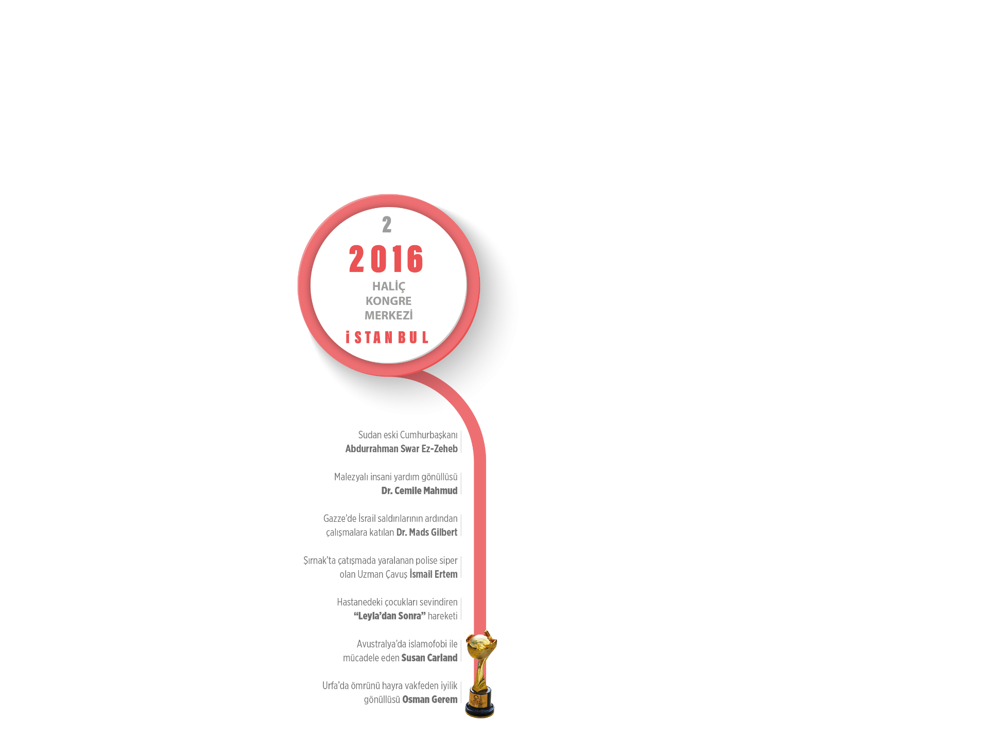 2
2016
HALİÇ
KONGRE
MERKEZİ
İSTANBUL
Sudan eski Cumhurbaşkanı
Abdurrahman Swar Ez-Zeheb
Malezyalı insani yardım gönüllüsü
Dr. Cemile Mahmud
Gazze’de İsrail saldırılarının ardından
çalışmalara katılan Dr. Mads Gilbert
Şırnak’ta çatışmada yaralanan polise siper
olan Uzman Çavuş İsmail Ertem
Hastanedeki çocukları sevindiren
“Leyla’dan Sonra” hareketi
Avustralya’da islamofobi ile
mücadele eden Susan Carland
Urfa’da ömrünü hayra vakfeden iyilik
gönüllüsü Osman Gerem